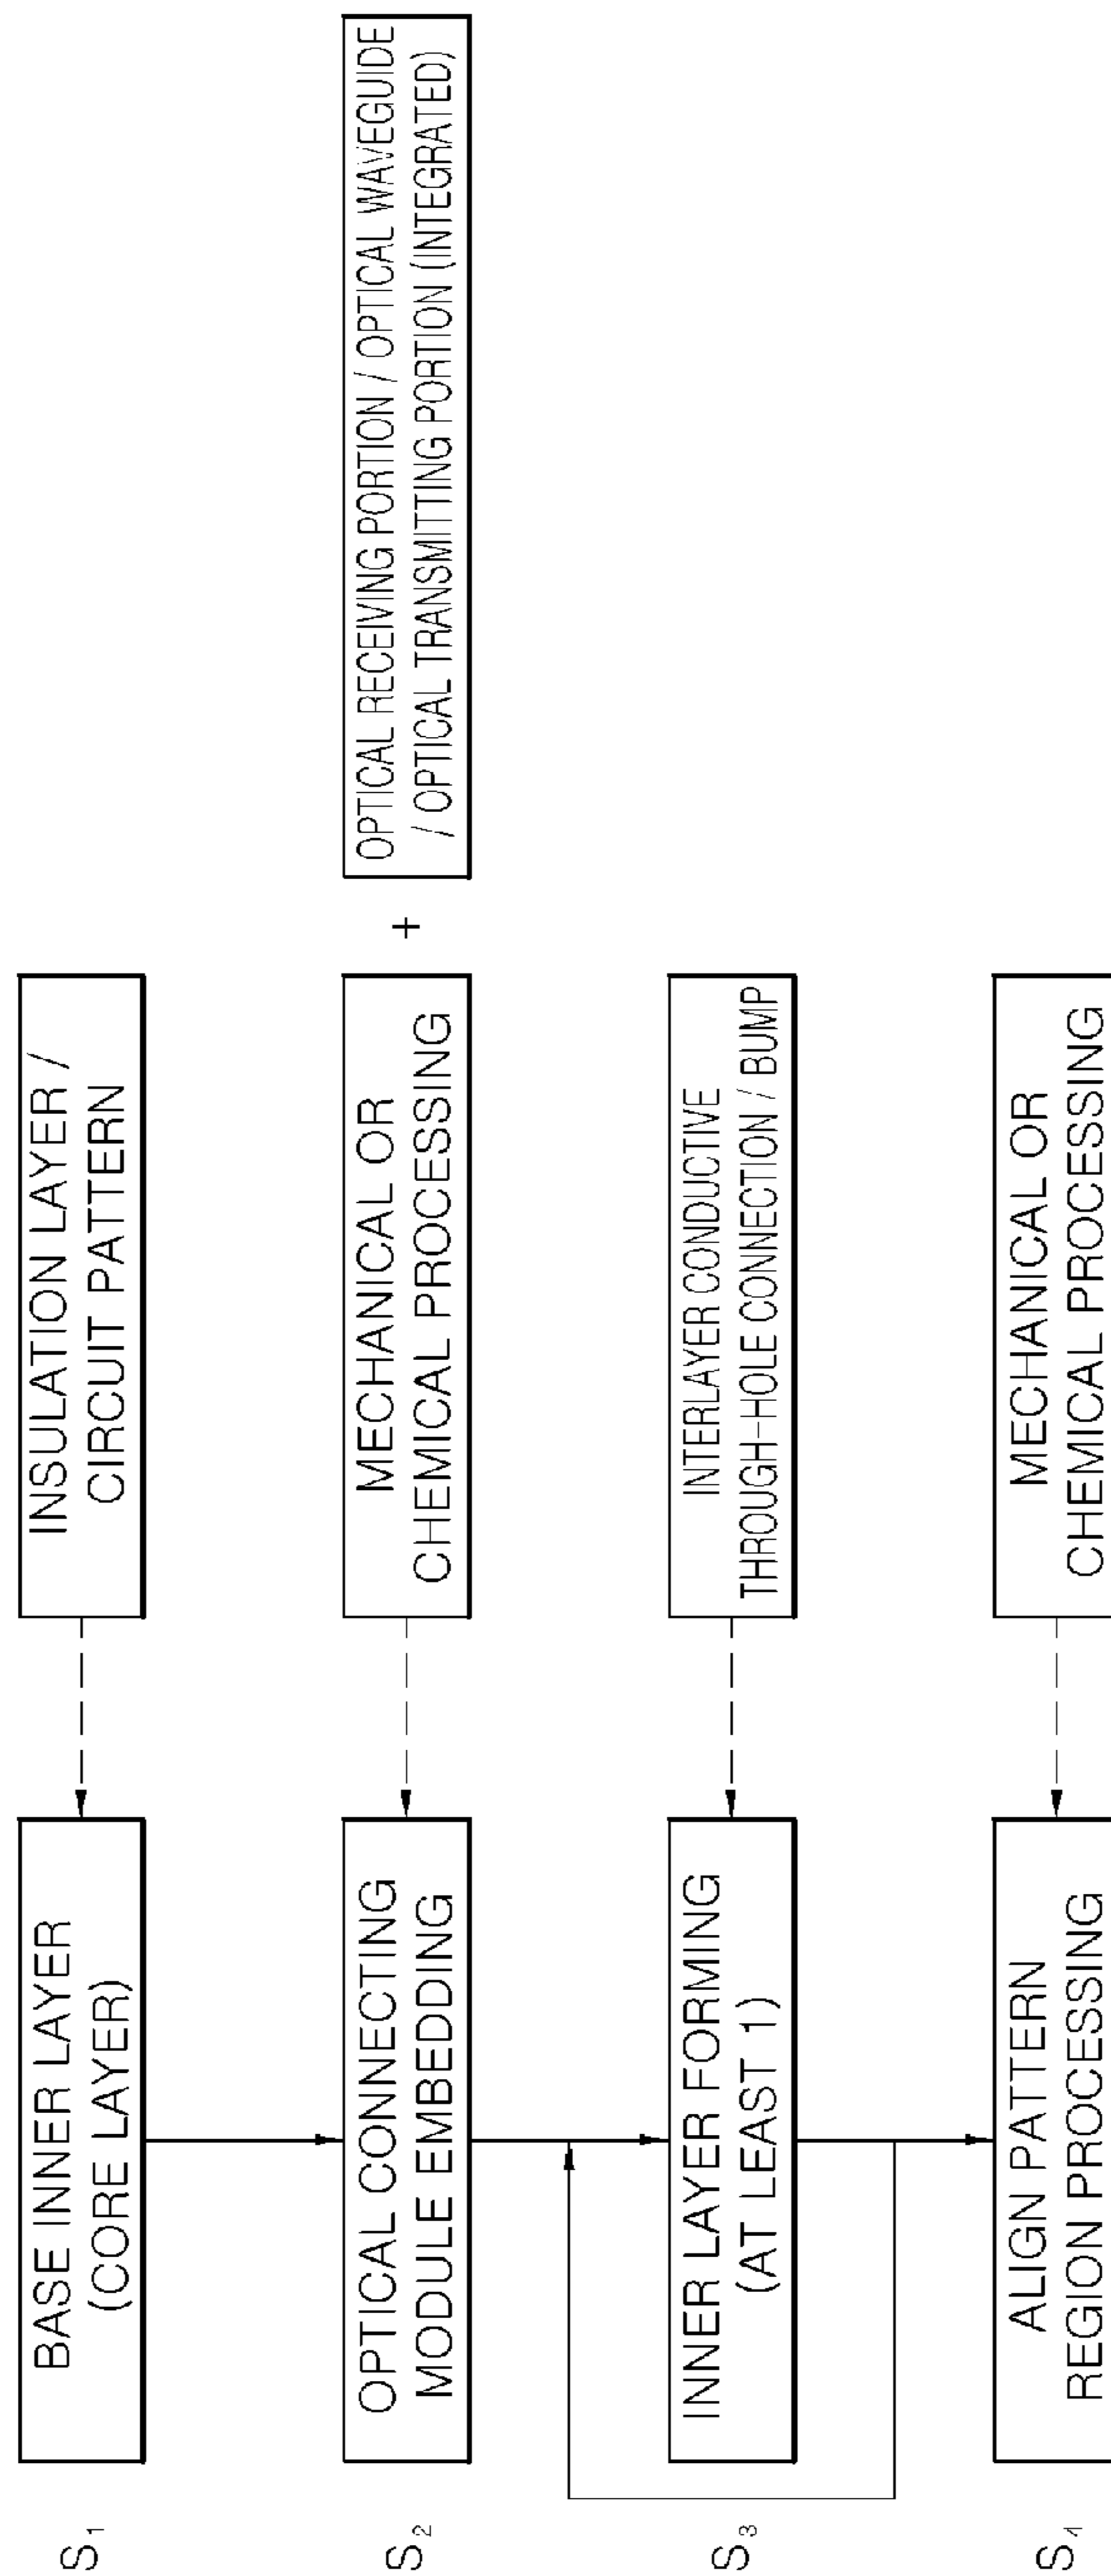 S1
BASE INNER LAYER
(CORE LAYER)
INSULATION LAYER /
CIRCUIT PATTERN
S2
OPTICAL CONNECTING
MODULE EMBEDDING
MECHANICAL OR
CHEMICAL PROCESSING
+
OPTICAL RECEIVING PORTION / OPTICAL WAVEGUIDE
/ OPTICAL TRANSMITTING PORTION (INTEGRATED)
S3
INNER LAYER FORMING
(AT LEAST 1)
INTERLAYER CONDUCTIVE
THROUGH-HOLE CONNECTION / BUMP
S4
ALIGN PATTERN
REGION PROCESSING
MECHANICAL OR
CHEMICAL PROCESSING